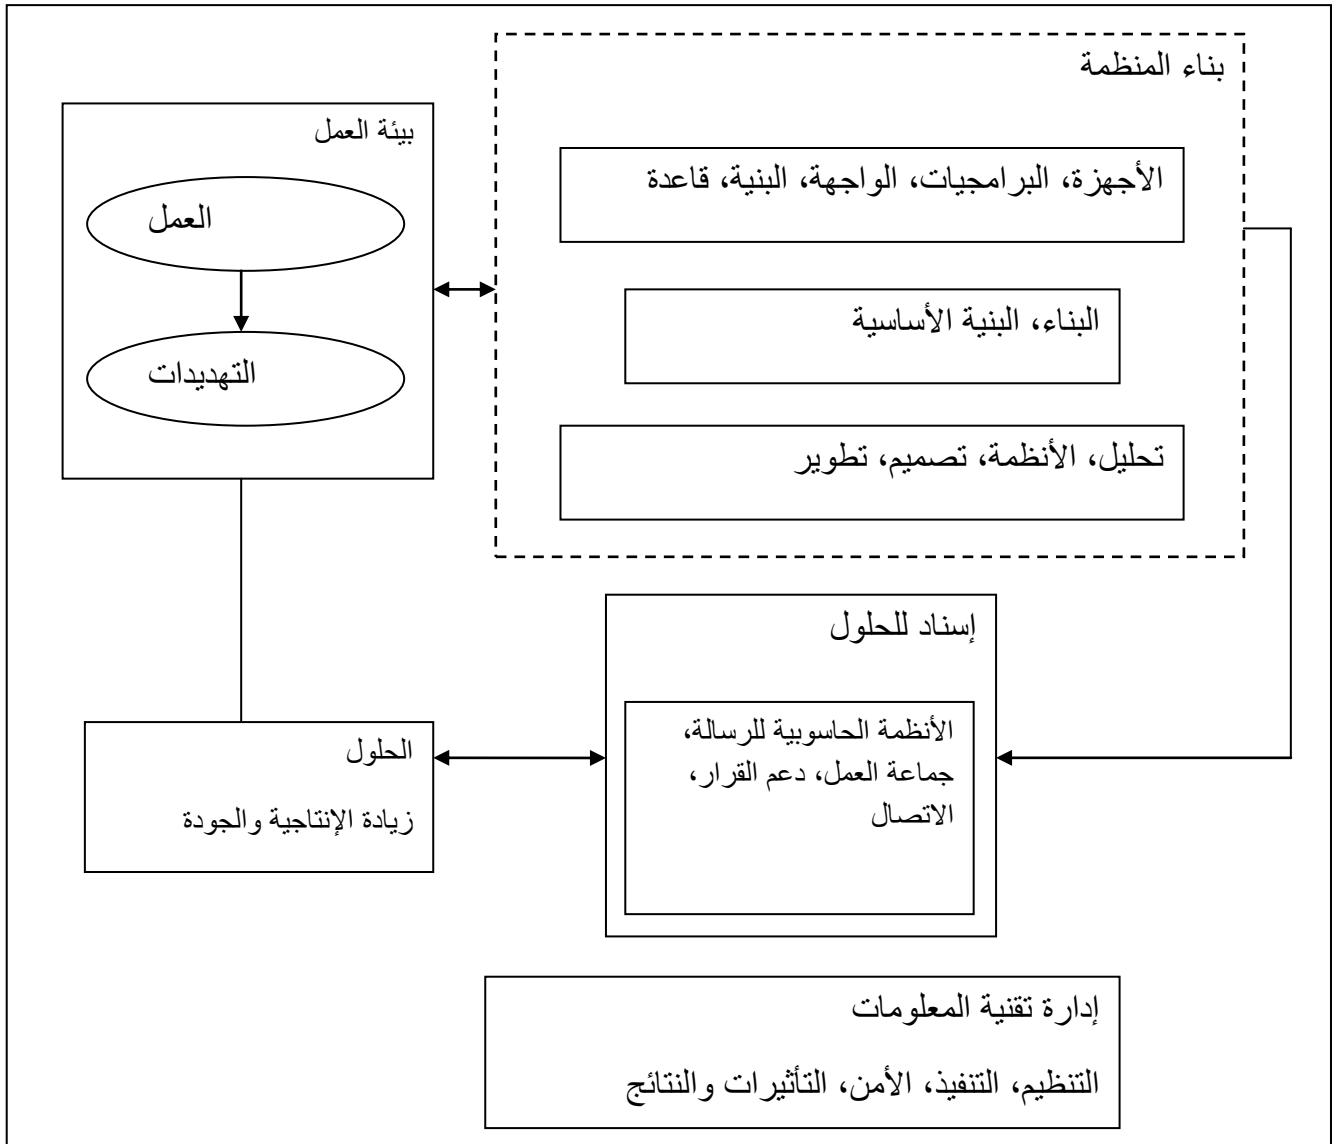 بناء المنظمة
الأجهزة، البرامجيات، الواجهة، البنية، قاعدة
البناء، البنية الأساسية
تحليل، الأنظمة، تصميم، تطوير
بيئة العمل
العمل
التهديدات
إسناد للحلول
الأنظمة الحاسوبية للرسالة،
جماعة العمل، دعم القرار،
الاتصال
الحلول
زيادة الإنتاجية والجودة
إدارة تقنية المعلومات
التنظيم، التنفيذ، الأمن، التأثيرات والنتائج